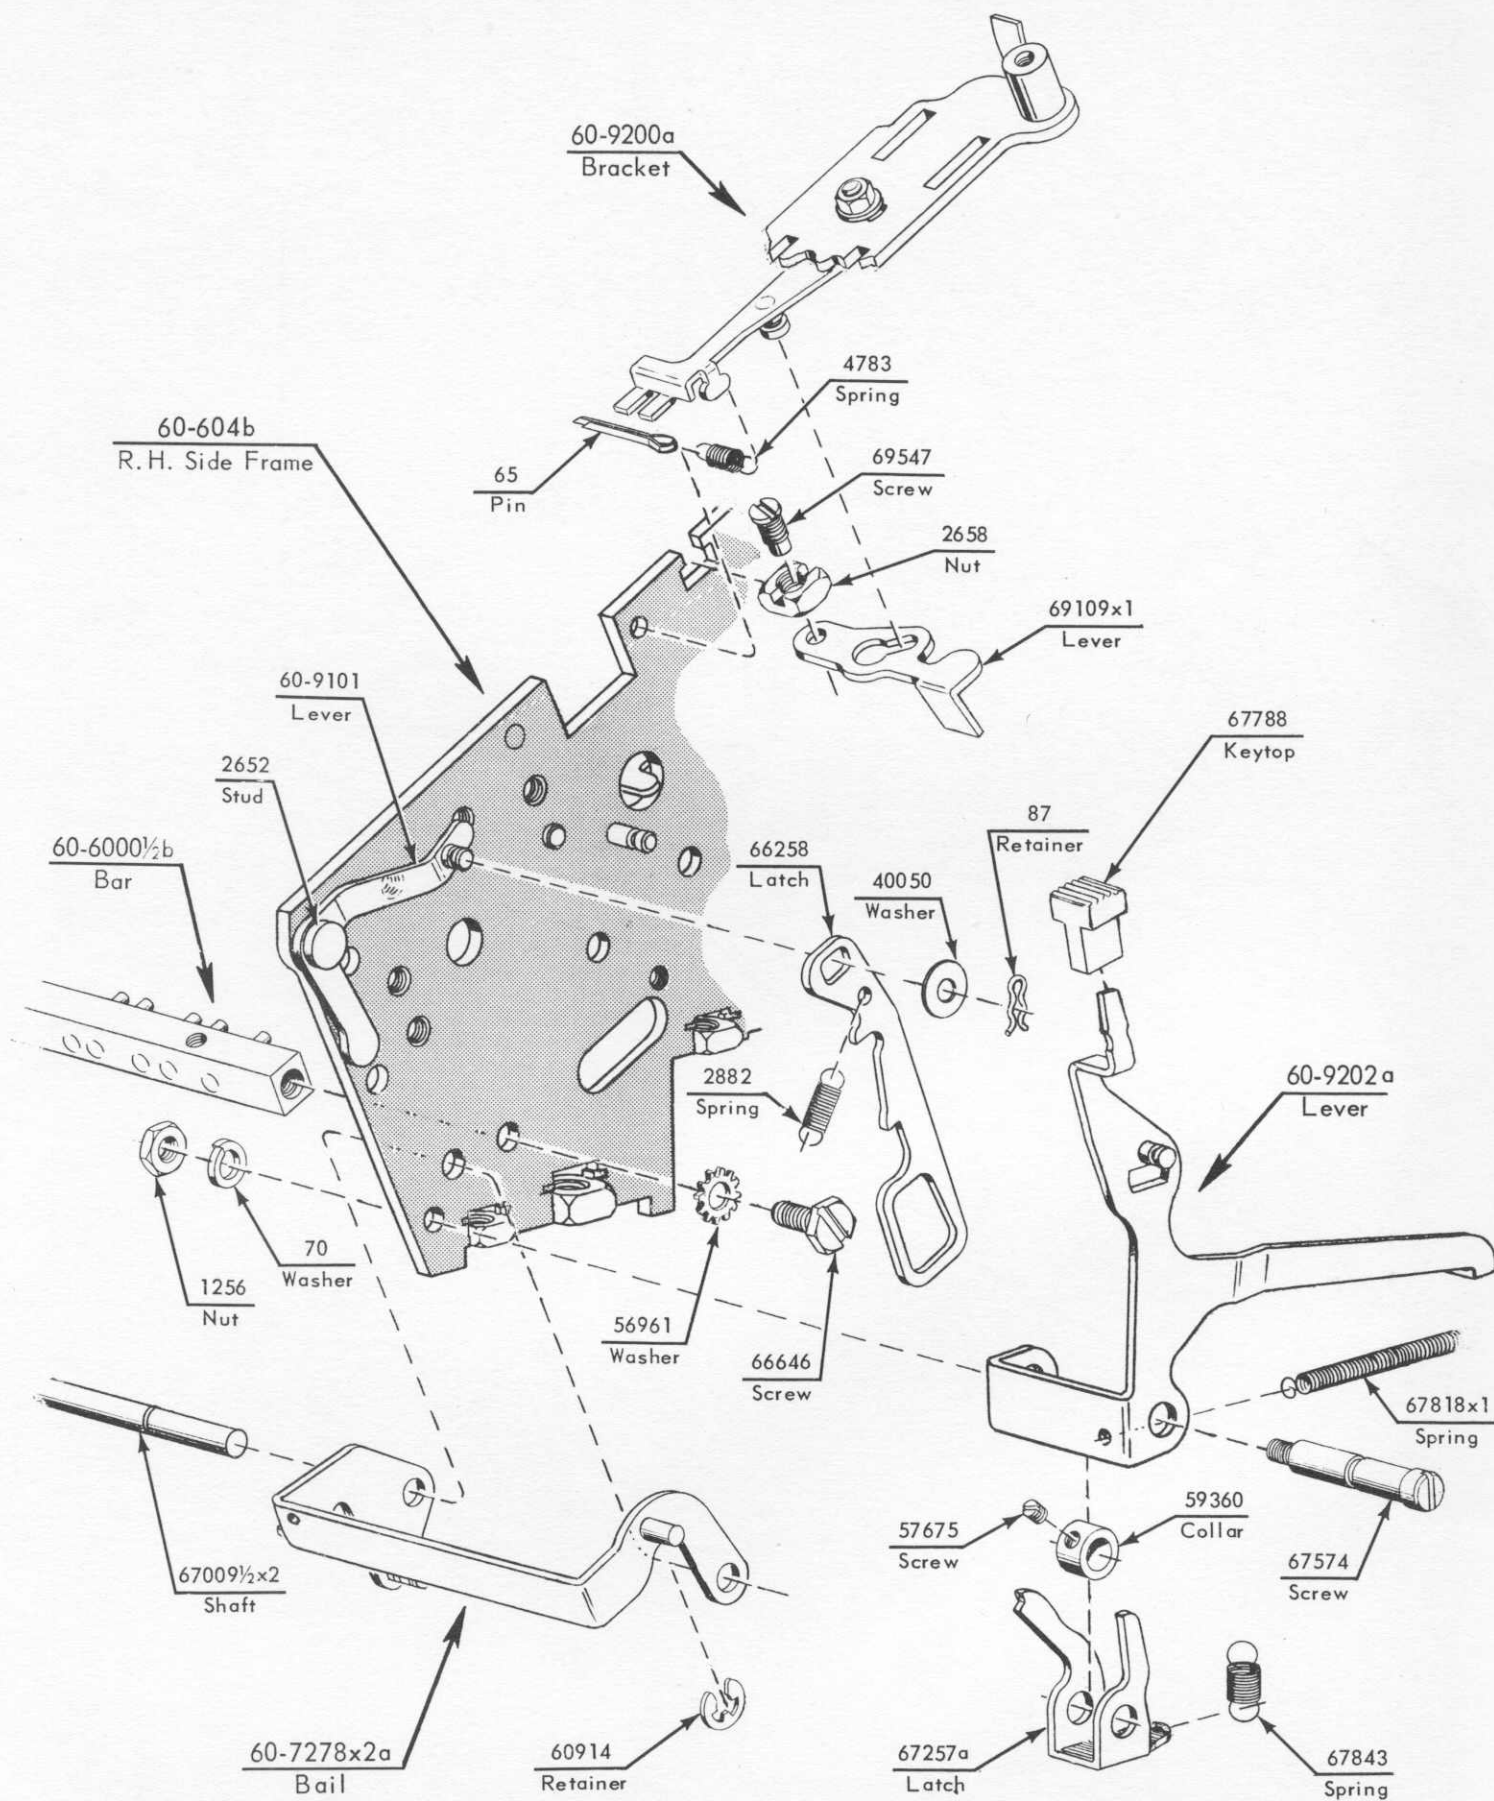 60-9200a
Bracket
4783
Spring
60-604b
R.H. Side Frame
65
Pin
69547
Screw
2658
Nut
69109x1
Lever
60-9101
Lever
67788
Keytop
2652
Stud
87
Retainer
60-6000½b
Bar
66258
Latch
40050
Washer
2882
Spring
60-9202a
Lever
70
Washer
1256
Nut
56961
Washer
66646
Screw
67818x1
Spring
59360
Collar
57675
Screw
67574
Screw
67009½x2
Shaft
60-7278x2a
Bail
60914
Retainer
67257a
Latch
67843
Spring